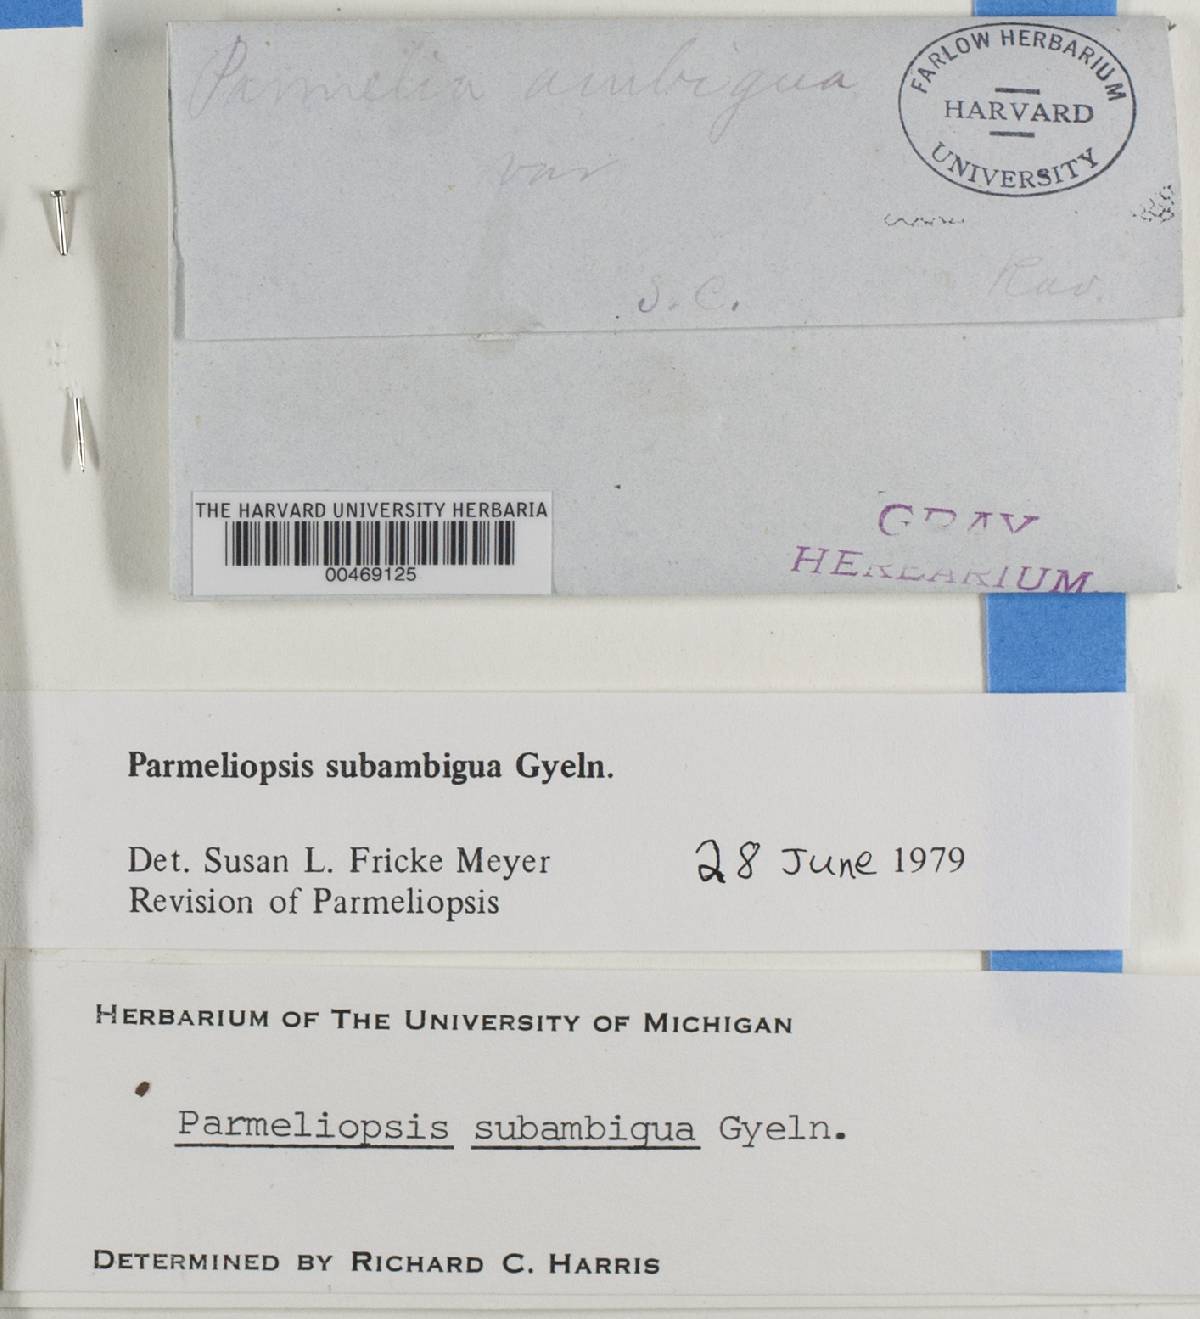 Parmelia ambigua
var
S. C. Rav.
FARLOW HERBARIUM
HARVARD
UNIVERSITY
THE HARVARD UNIVERSITY HERBARIA
00469125
GRAY
HERBARIUM.
Parmeliopsis subambigua Gyeln.
Det. Susan L. Fricke Meyer 28 June 1979
Revision of Parmeliopsis
HERBARIUM OF THE UNIVERSITY OF MICHIGAN
Parmeliopsis subambigua Gyeln.
DETERMINED BY RICHARD C. HARRIS